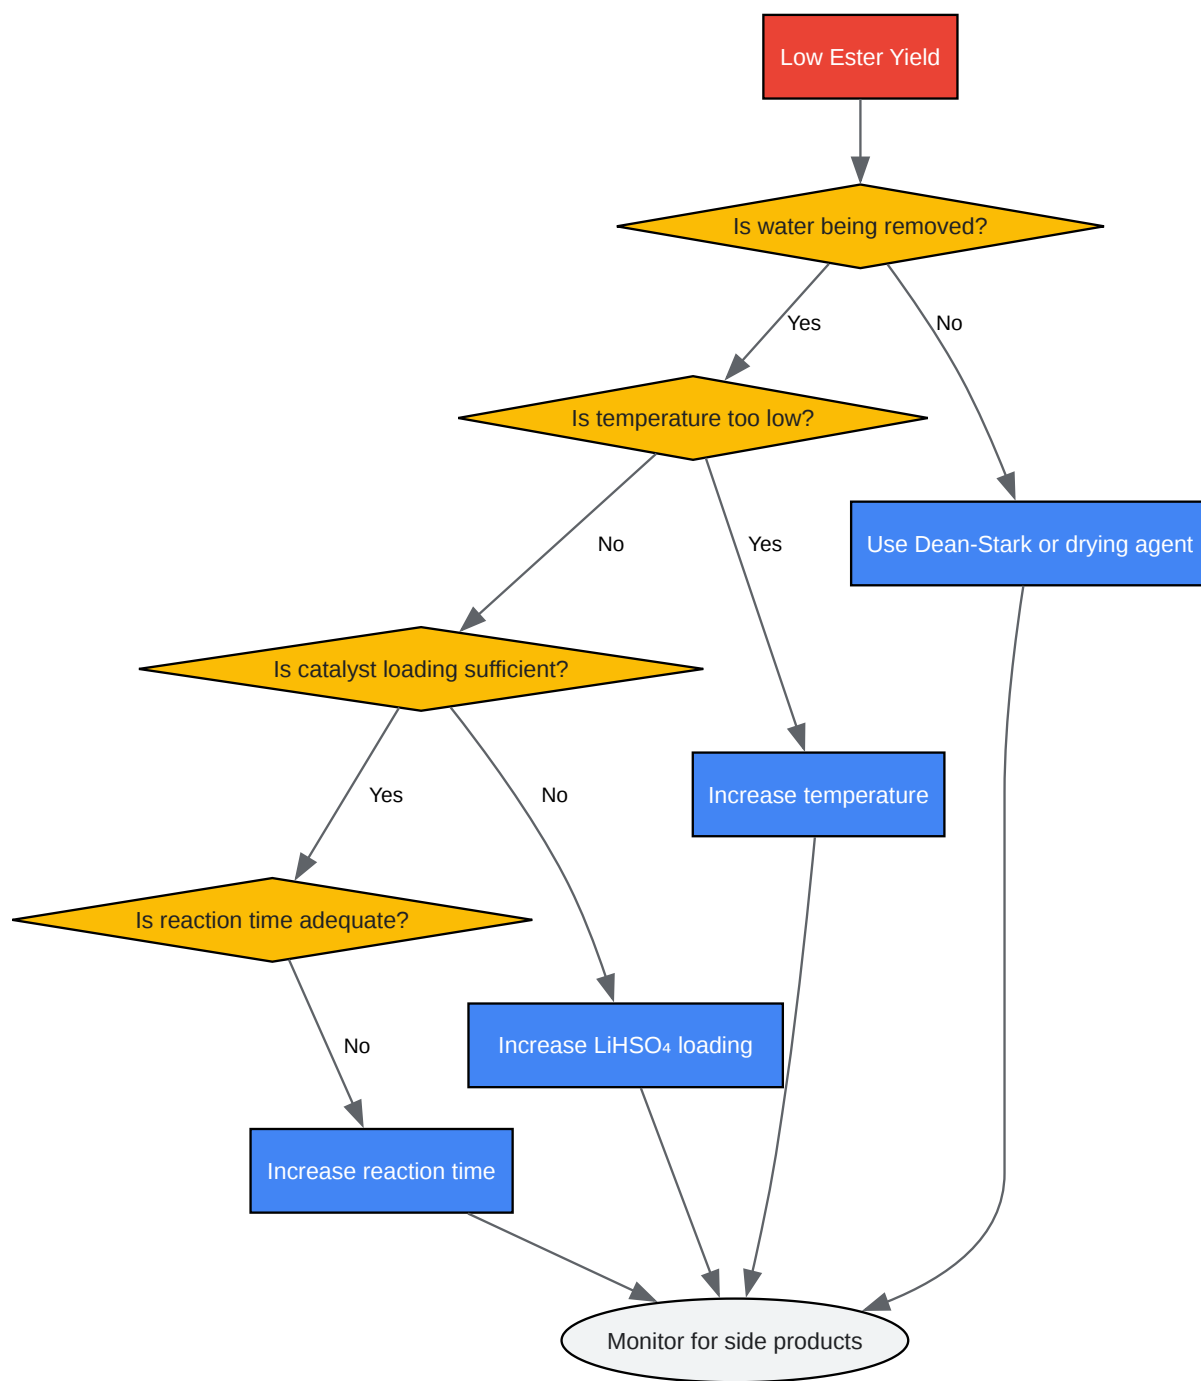 Low Ester Yield
Is water being removed?
Yes
No
Is temperature too low?
No
Yes
Use Dean-Stark or drying agent
Is catalyst loading sufficient?
Yes
No
Increase temperature
Is reaction time adequate?
No
Increase LiHSO₄ loading
Increase reaction time
Monitor for side products